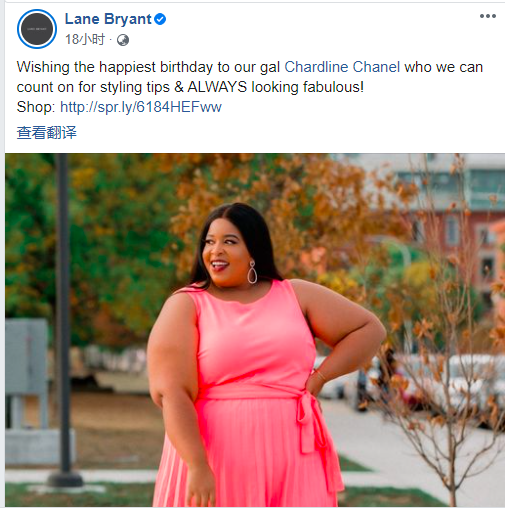 Lane Bryant
18小时 ·
Wishing the happiest birthday to our gal Chardline Chanel who we can
count on for styling tips & ALWAYS looking fabulous!
Shop: http://spr.ly/6184HEFww
查看翻译